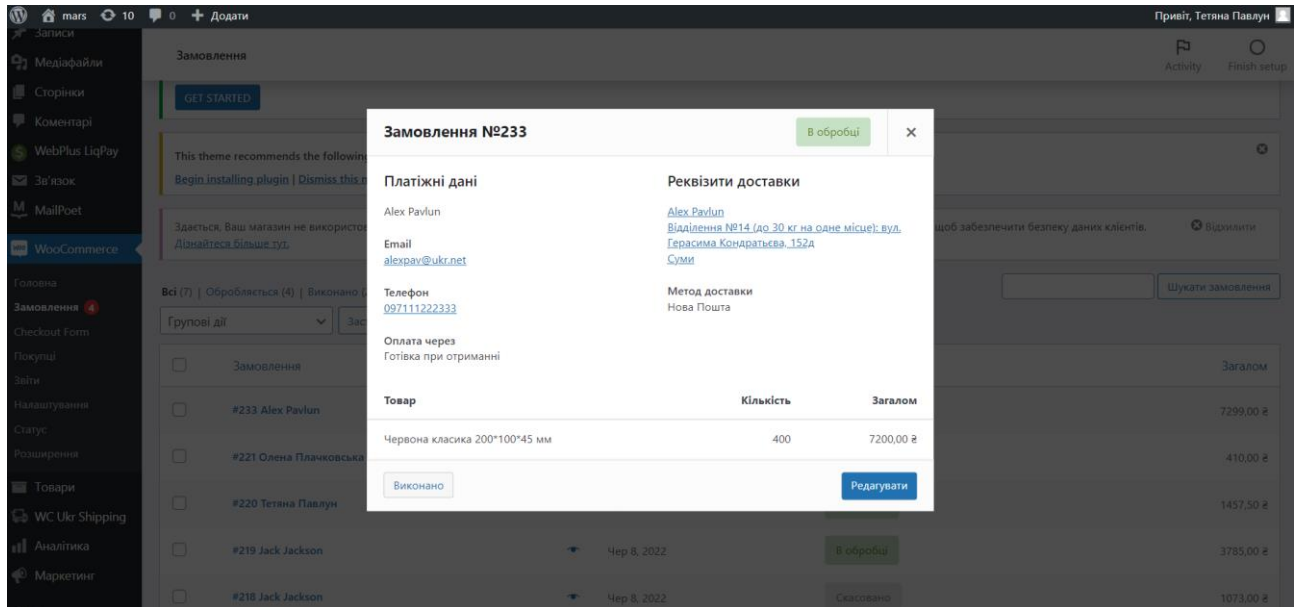 mars 10 0 + Додати
Привіт, Тетяна Павлун
Записи
Медіафайли
Сторінки
Коментарі
WebPlus LiqPay
Зв'язок
MailPoet
WooCommerce
Головна
Замовлення 4
Checkout Form
Покупці
Звіти
Налаштування
Статус
Розширення
Товари
WC Ukr Shipping
Аналітика
Маркетинг
Замовлення
Activity
Finish setup
GET STARTED
This theme recommends the following
Begin installing plugin | Dismiss this n
Здається, Ваш магазин не використов
щоб забезпечити безпеку даних клієнтів.
Відхилити
Дізнайтеся більше тут.
Всі (7) | Обробляється (4) | Виконано
Шукати замовлення
Групові дії
Зас
Замовлення
Загалом
#233 Alex Pavlun
7299,00 ₴
#221 Олена Плачковська
410,00 ₴
#220 Тетяна Павлун
1457,50 ₴
#219 Jack Jackson
Чер 8, 2022
В обробці
3785,00 ₴
#218 Jack Jackson
Чер 8, 2022
Скасовано
1073,00 ₴
Замовлення №233
В обробці
×
Платіжні дані
Alex Pavlun
Email
alexpav@ukr.net
Телефон
097111222333
Оплата через
Готівка при отриманні
Реквізити доставки
Alex Pavlun
Відділення №14 (до 30 кг на одне місце): вул.
Герасима Кондратьєва, 152д
Суми
Метод доставки
Нова Пошта
Товар Кількість Загалом
Червона класика 200*100*45 мм 400 7200,00 ₴
Виконано
Редагувати